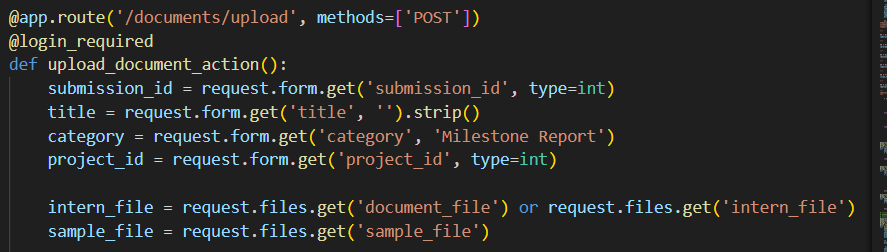 @app.route('/documents/upload', methods=['POST'])
@login_required
def upload_document_action():
    submission_id = request.form.get('submission_id', type=int)
    title = request.form.get('title', '').strip()
    category = request.form.get('category', 'Milestone Report')
    project_id = request.form.get('project_id', type=int)

    intern_file = request.files.get('document_file') or request.files.get('intern_file')
    sample_file = request.files.get('sample_file')